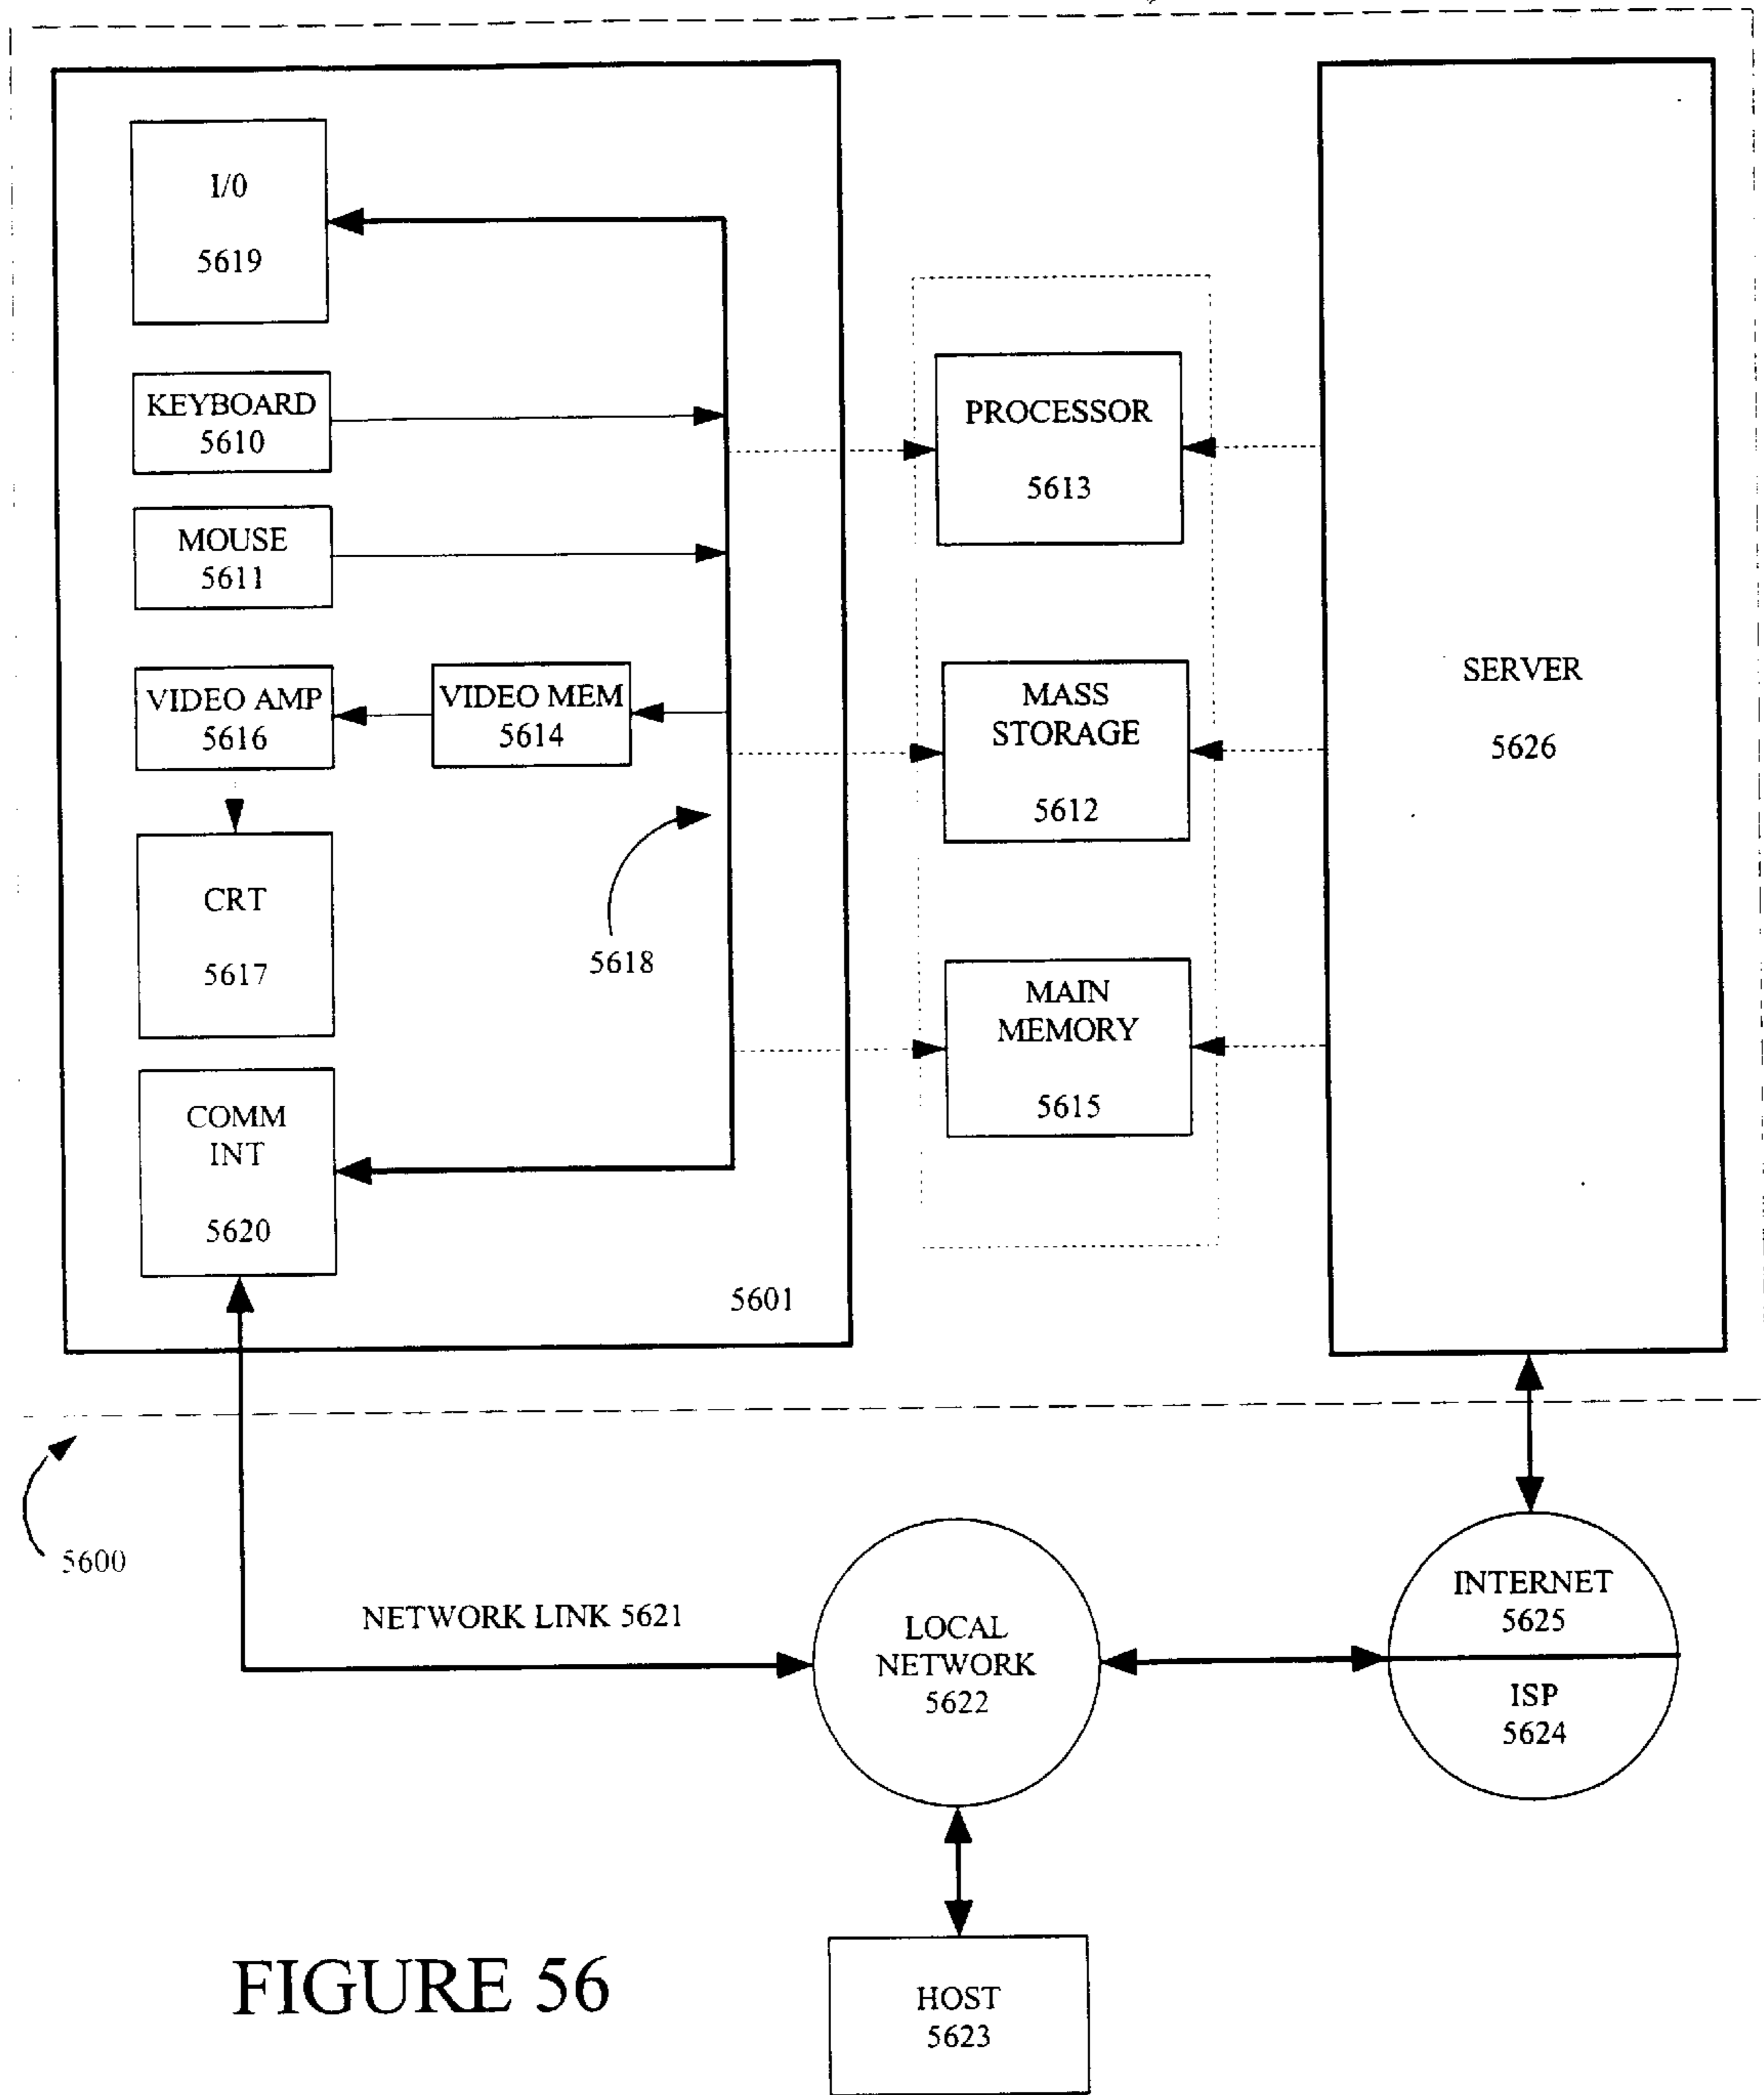 I/0
5619
KEYBOARD
5610
MOUSE
5611
VIDEO AMP
5616
VIDEO MEM
5614
CRT
5617
5618
COMM
INT
5620
5601
PROCESSOR
5613
MASS
STORAGE
5612
MAIN
MEMORY
5615
SERVER
5626
5600
NETWORK LINK 5621
LOCAL
NETWORK
5622
INTERNET
5625
ISP
5624
HOST
5623
FIGURE 56